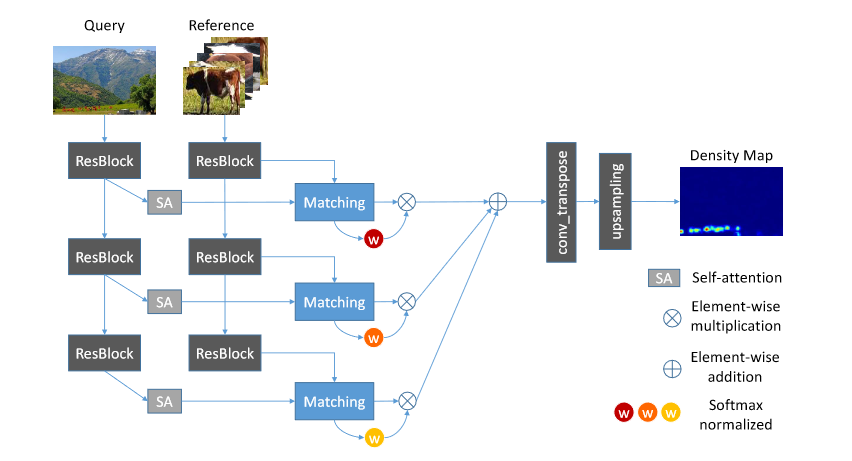 Query
Reference
ResBlock
ResBlock
SA
Matching
w
ResBlock
ResBlock
SA
Matching
w
ResBlock
ResBlock
SA
Matching
w
conv_transpose
upsampling
Density Map
SA
Self-attention
Element-wise
multiplication
Element-wise
addition
w w w
Softmax
normalized